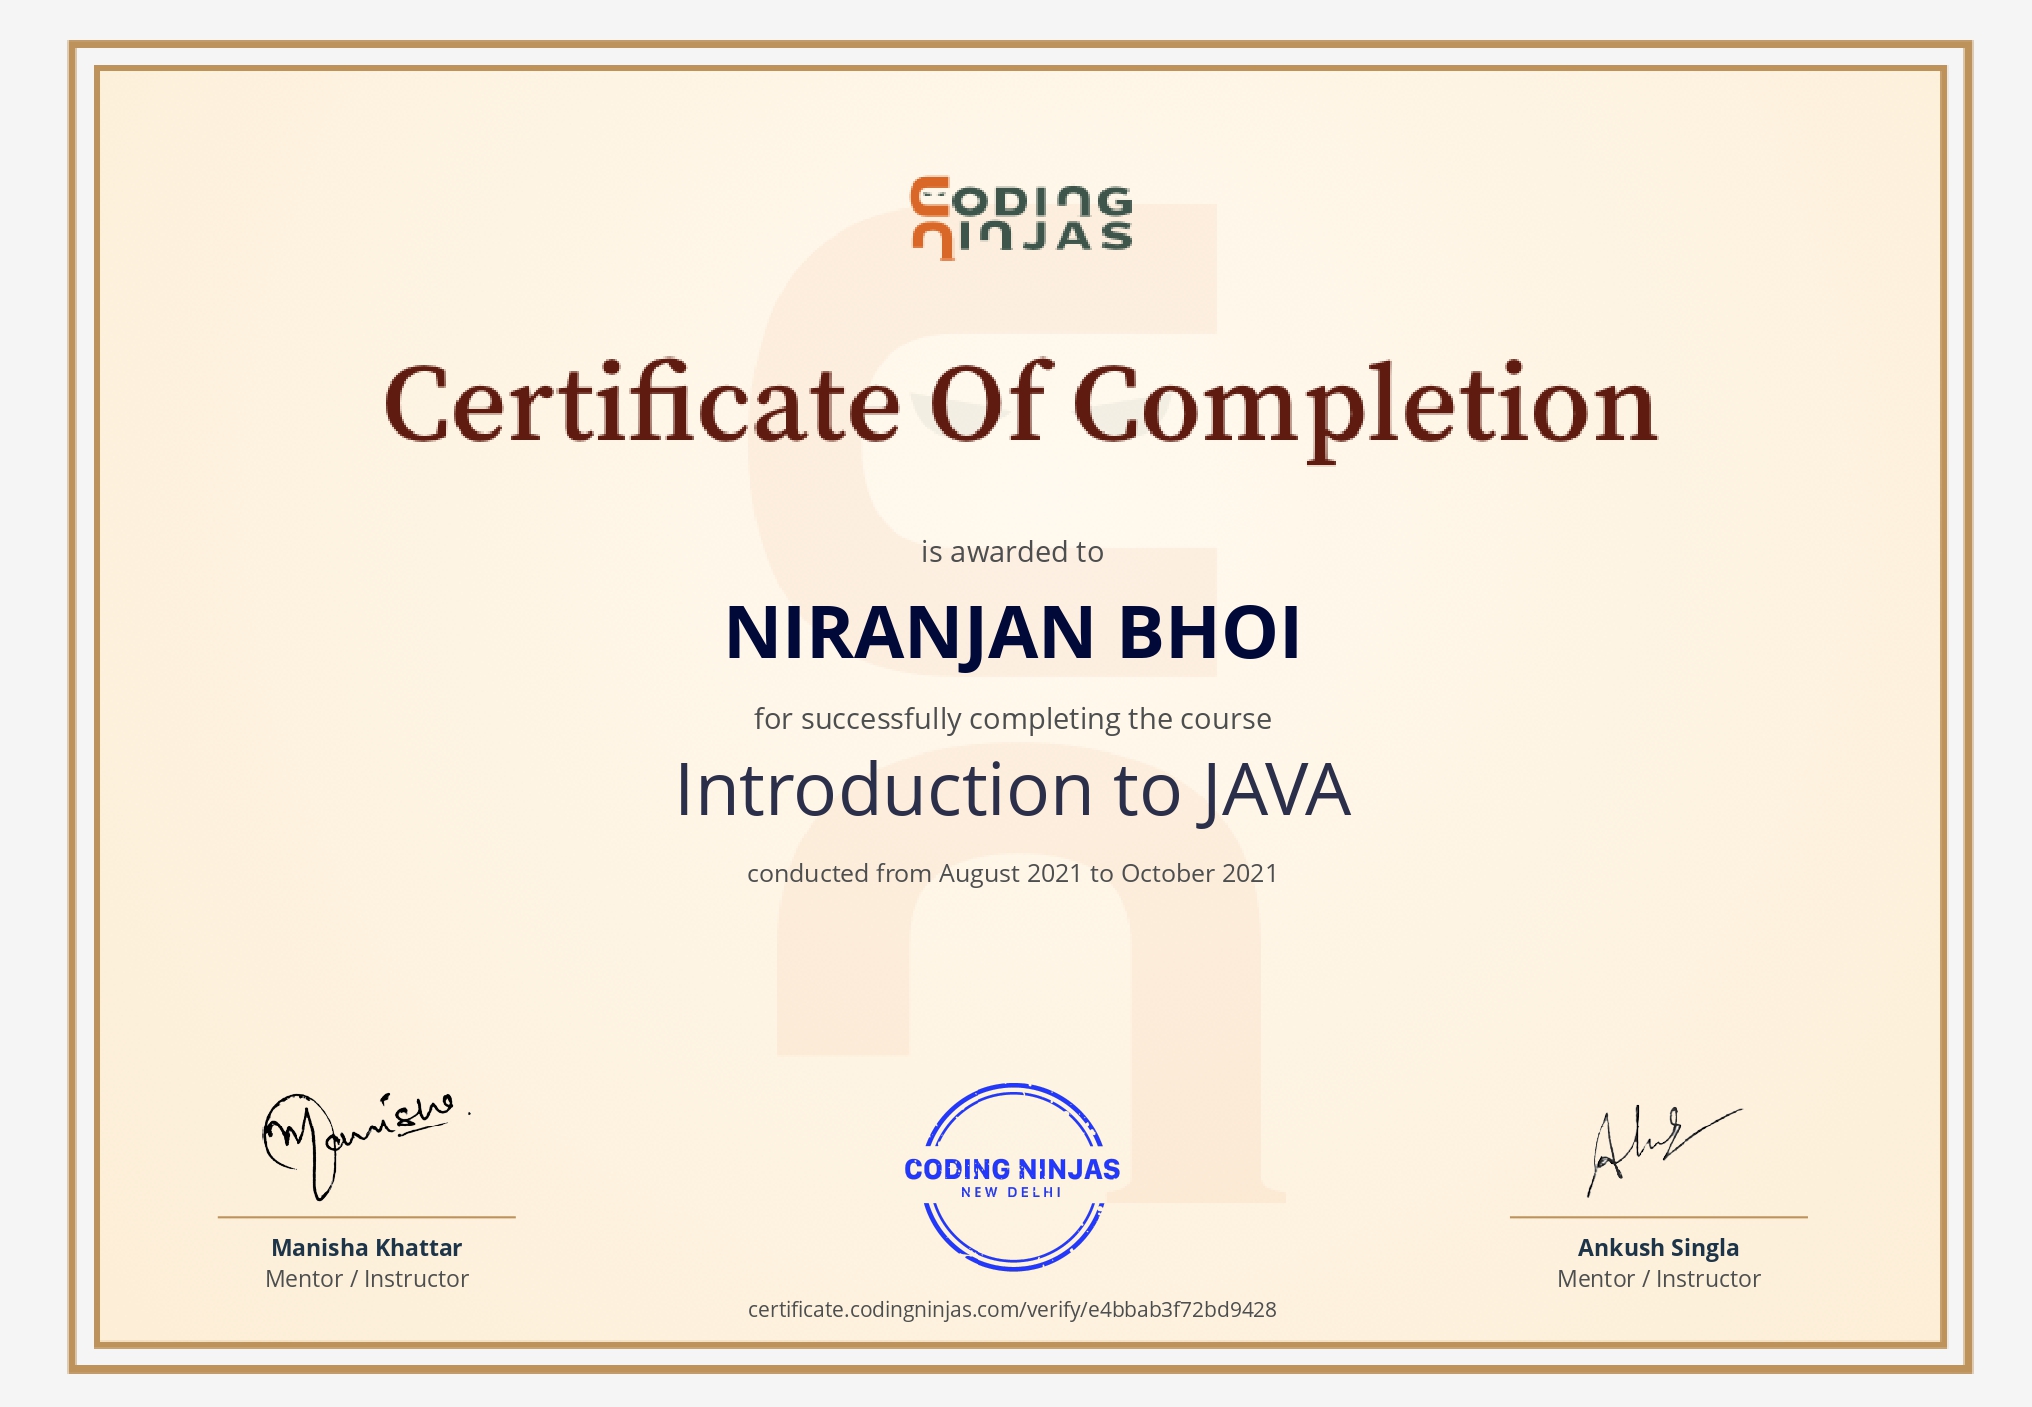 CODING
NINJAS
Certificate Of Completion
is awarded to
NIRANJAN BHOI
for successfully completing the course
Introduction to JAVA
conducted from August 2021 to October 2021
Manisha.
Manisha Khattar
Mentor / Instructor
CODING NINJAS
NEW DELHI
certificate.codingninjas.com/verify/e4bbab3f72bd9428
Ankush Singla
Mentor / Instructor